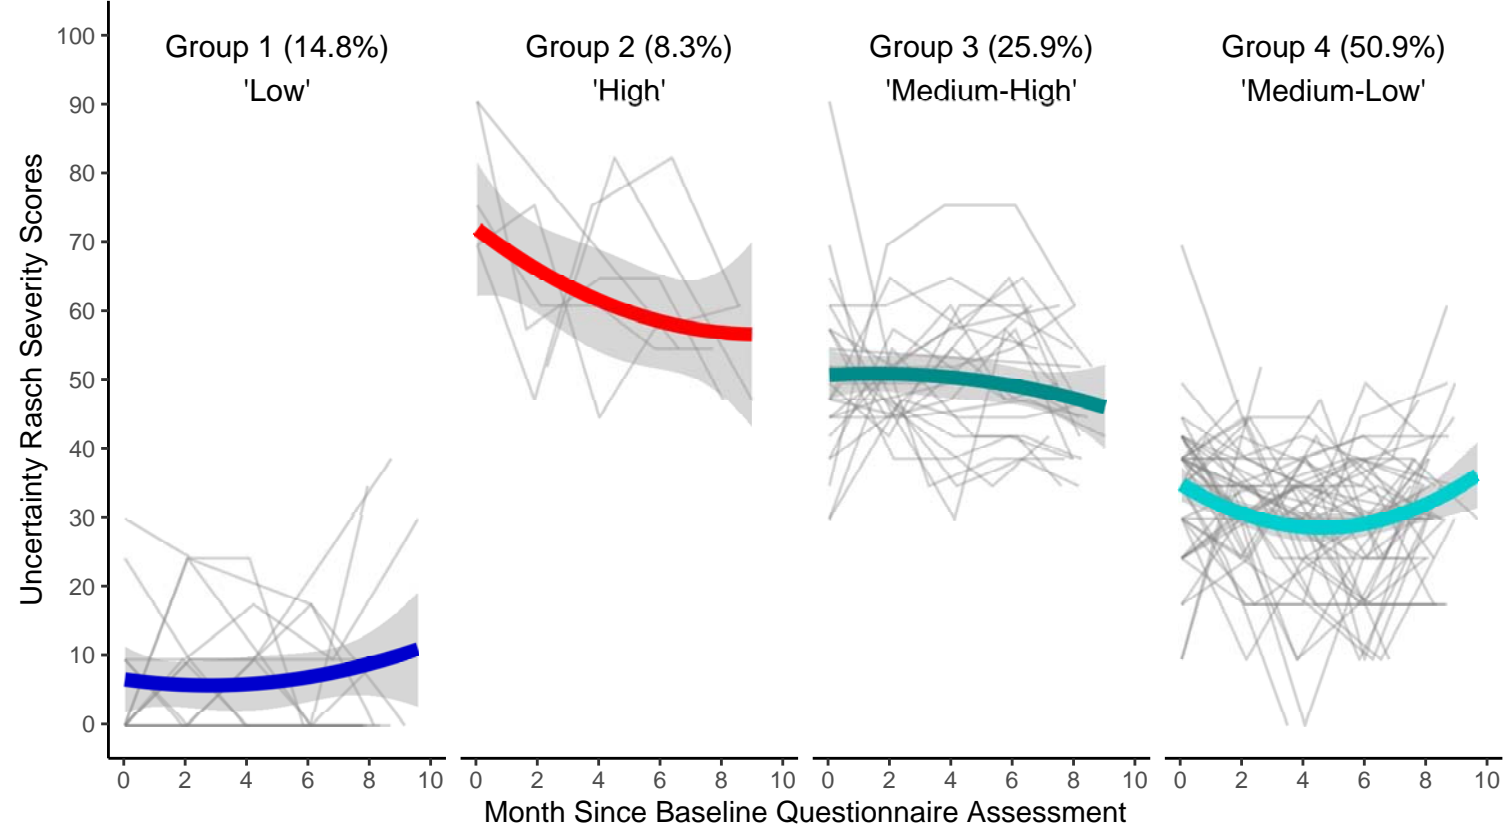 Uncertainty Rasch Severity Scores
100
90
80
70
60
50
40
30
20
10
0
Group 1 (14.8%)
'Low'
Group 2 (8.3%)
'High'
Group 3 (25.9%)
'Medium-High'
Group 4 (50.9%)
'Medium-Low'
0 2 4 6 8 10
0 2 4 6 8 10
0 2 4 6 8 10
0 2 4 6 8 10
Month Since Baseline Questionnaire Assessment